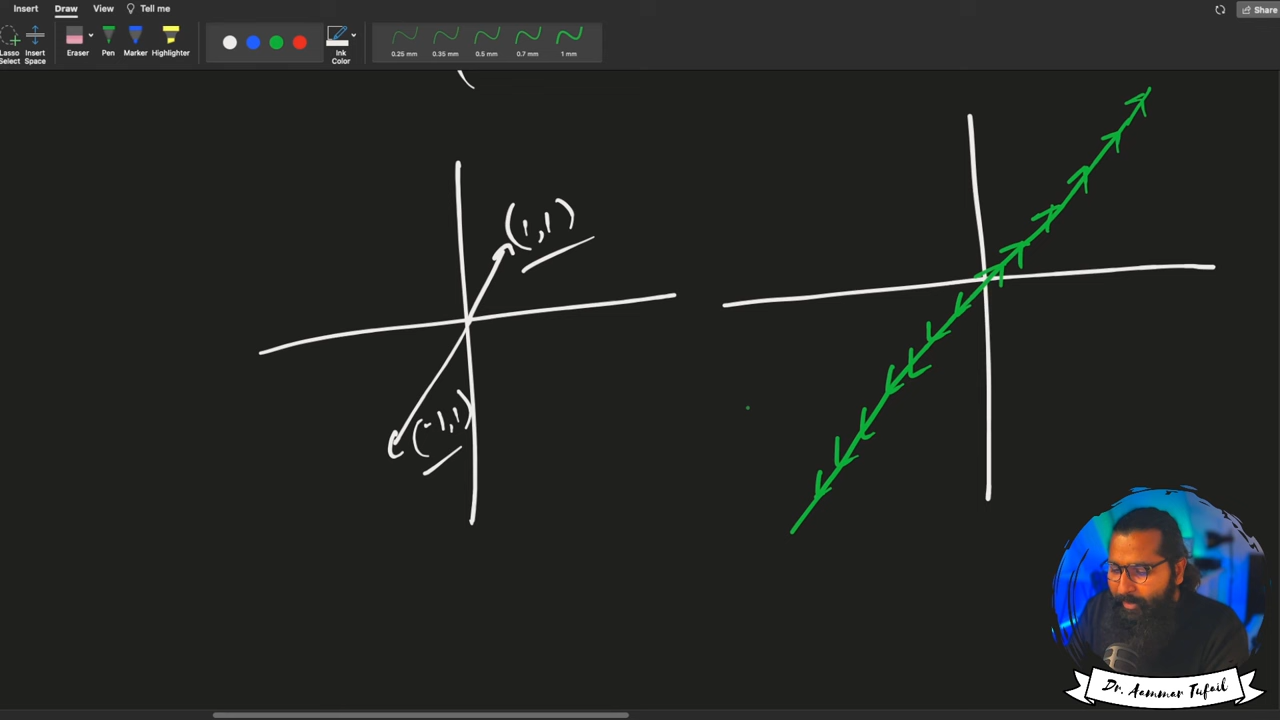 Insert Draw View Tell me Share
Lasso Select
Insert Space
Eraser
Pen
Marker
Highlighter
Ink Color
0.25 mm
0.35 mm
0.5 mm
0.7 mm
1 mm
(1,1)
(-1,1)
Dr. Aammar Tufail